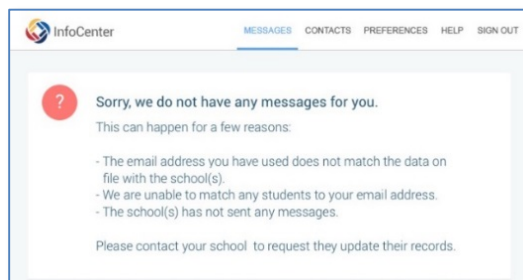 InfoCenter MESSAGES CONTACTS PREFERENCES HELP SIGN OUT
?
Sorry, we do not have any messages for you.
This can happen for a few reasons:
- The email address you have used does not match the data on
file with the school(s).
- We are unable to match any students to your email address.
- The school(s) has not sent any messages.
Please contact your school to request they update their records.